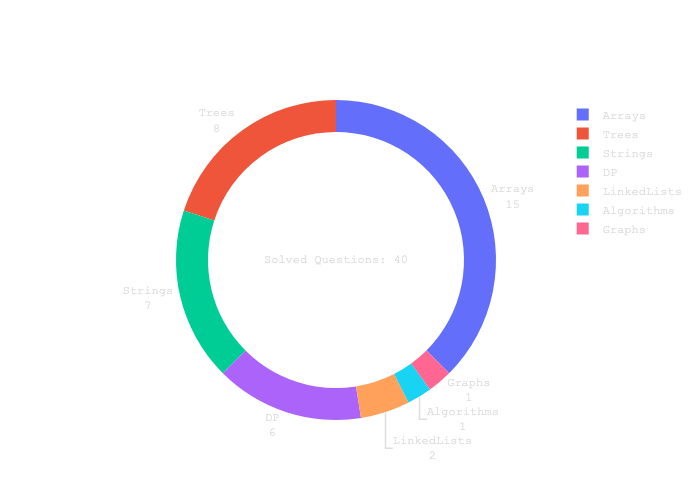 Trees
8
Arrays
15
Solved Questions: 40
Strings
7
Graphs
1
Algorithms
1
DP
6
LinkedLists
2
Arrays
Trees
Strings
DP
LinkedLists
Algorithms
Graphs